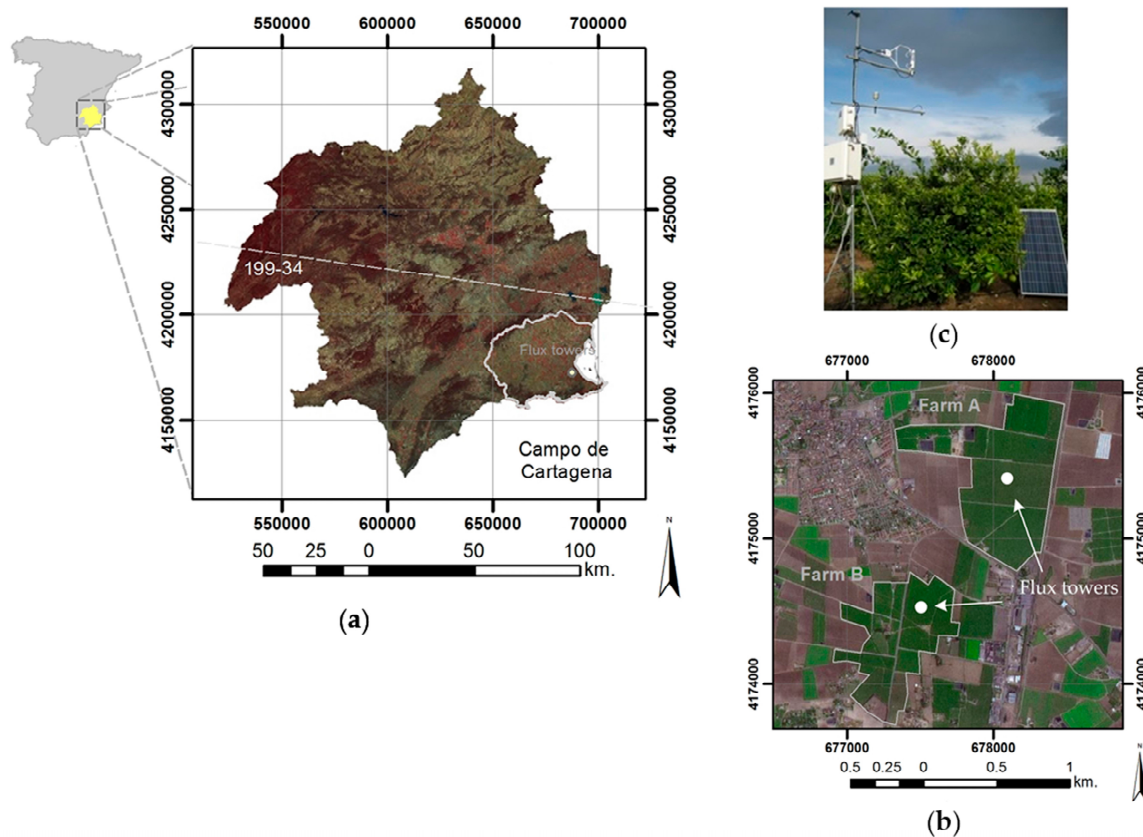 550000 600000 650000 700000
4300000 4300000
4250000 4250000
199-34
4200000 4200000
Flux towers
4150000 4150000
Campo de
Cartagena
550000 600000 650000 700000
50 25 0 50 100
km.
N
(a)
(c)
677000 678000
4176000 4176000
Farm A
4175000 4175000
Farm B
Flux towers
4174000 4174000
677000 678000
0.5 0.25 0 0.5 1
km.
N
(b)